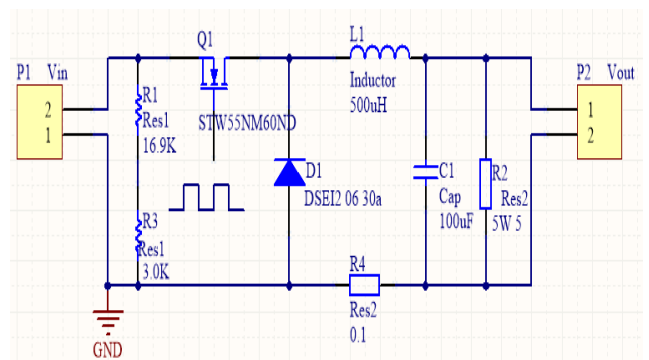 L1
Q1
P1 Vin
P2 Vout
Inductor
500uH
2
1
R1
Res1
16.9K
STW55NM60ND
1
2
D1
DSEI2 06 30a
C1
Cap
100uF
R2
Res2
5W 5
R3
Res1
3.0K
R4
Res2
0.1
GND